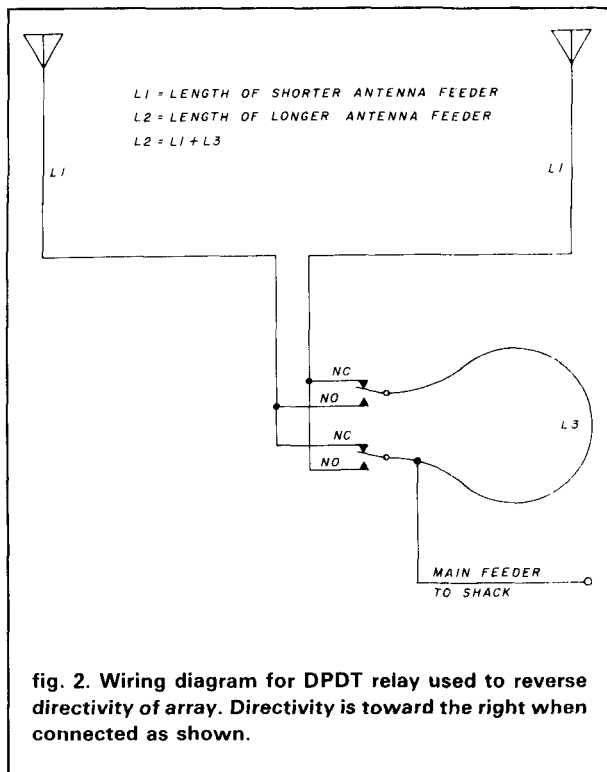 L1 = LENGTH OF SHORTER ANTENNA FEEDER
L2 = LENGTH OF LONGER ANTENNA FEEDER
L2 = L1 + L3
L1
L1
NC
NO
L3
NC
NO
MAIN FEEDER
TO SHACK
fig. 2. Wiring diagram for DPDT relay used to reverse
directivity of array. Directivity is toward the right when
connected as shown.